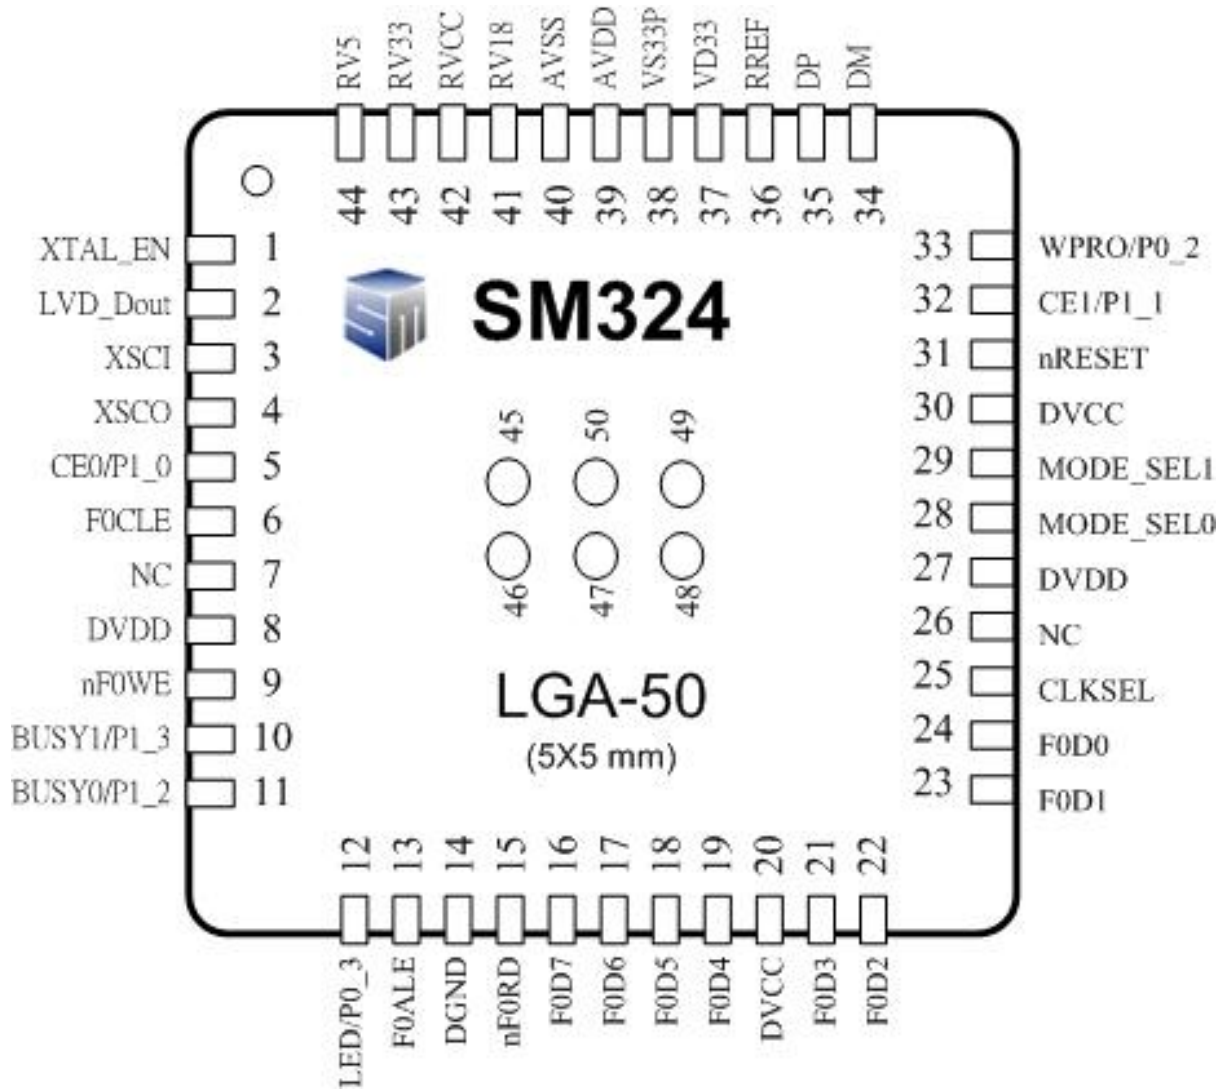 RV5
RV33
RVCC
RV18
AVSS
AVDD
VS33P
VD33
RREF
DP
DM
44
43
42
41
40
39
38
37
36
35
34
XTAL_EN 1
LVD_Dout 2
XSCI 3
XSCO 4
CE0/P1_0 5
F0CLE 6
NC 7
DVDD 8
nF0WE 9
BUSY1/P1_3 10
BUSY0/P1_2 11
SM SM324
45 50 49
46 47 48
LGA-50
(5X5 mm)
33 WPRO/P0_2
32 CE1/P1_1
31 nRESET
30 DVCC
29 MODE_SEL1
28 MODE_SEL0
27 DVDD
26 NC
25 CLKSEL
24 F0D0
23 F0D1
12
13
14
15
16
17
18
19
20
21
22
LED/P0_3
F0ALE
DGND
nF0RD
F0D7
F0D6
F0D5
F0D4
DVCC
F0D3
F0D2